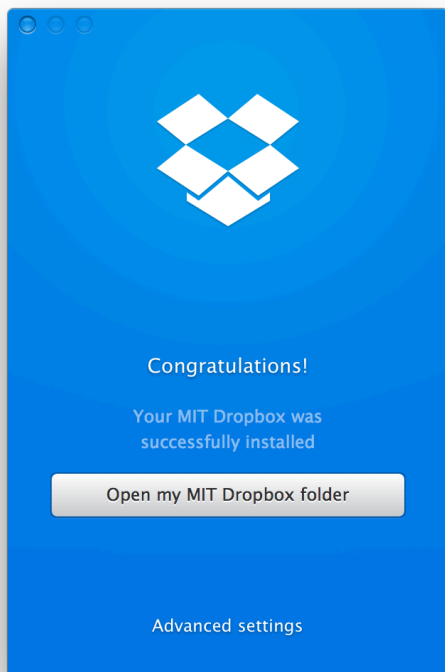 Congratulations!
Your MIT Dropbox was
successfully installed
Open my MIT Dropbox folder
Advanced settings